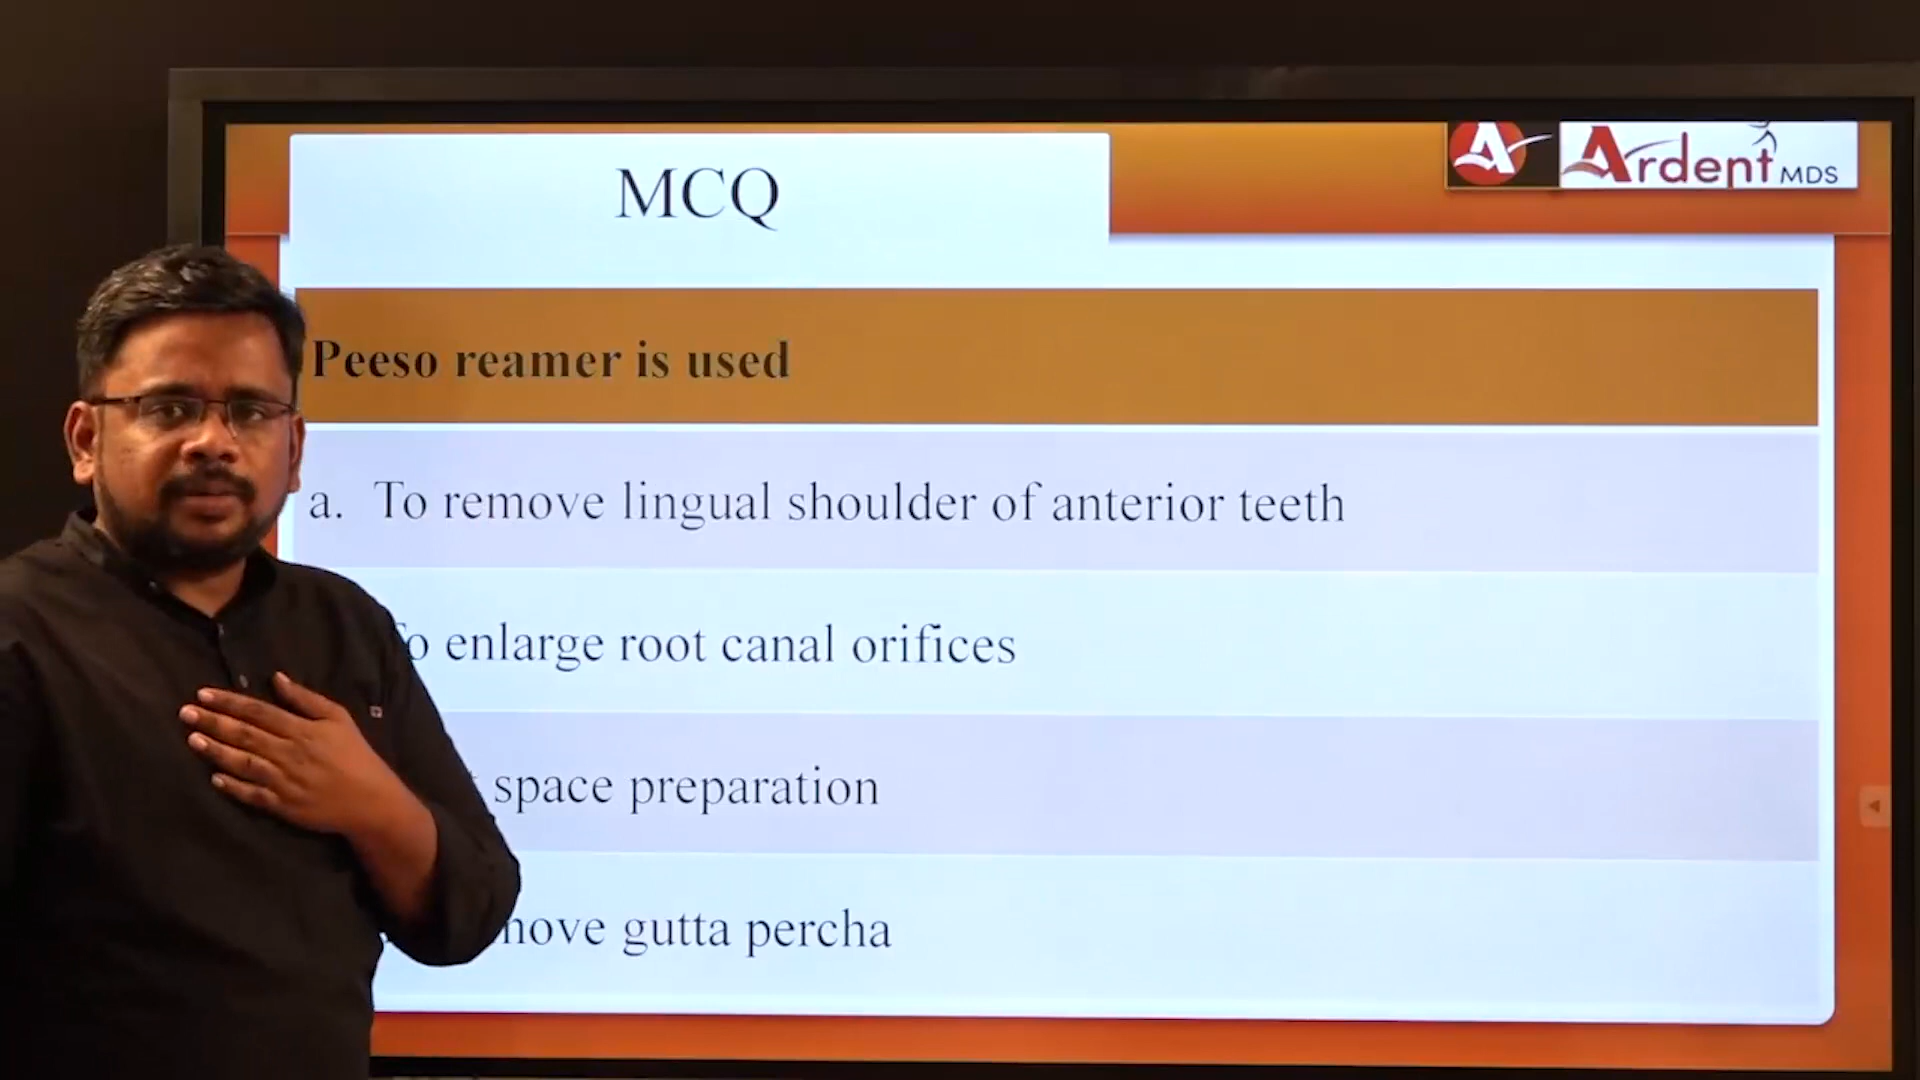 MCQ
Ardent MDS
Peeso reamer is used
a. To remove lingual shoulder of anterior teeth
enlarge root canal orifices
space preparation
gutta percha